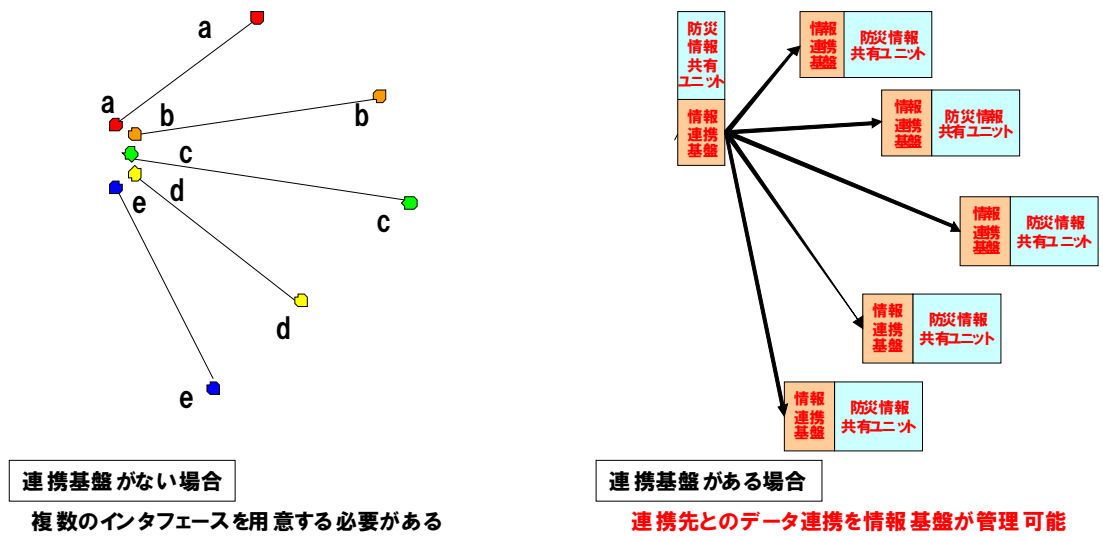 a
a
b
b
c
c
d
d
e
e
連携基盤がない場合
複数のインタフェースを用意する必要がある
防災
情報
共有
ユニット
情報
連携
基盤
情報
連携
基盤
防災情報
共有ユニット
情報
連携
基盤
防災情報
共有ユニット
情報
連携
基盤
防災情報
共有ユニット
情報
連携
基盤
防災情報
共有ユニット
情報
連携
基盤
防災情報
共有ユニット
連携基盤がある場合
連携先とのデータ連携を情報基盤が管理可能